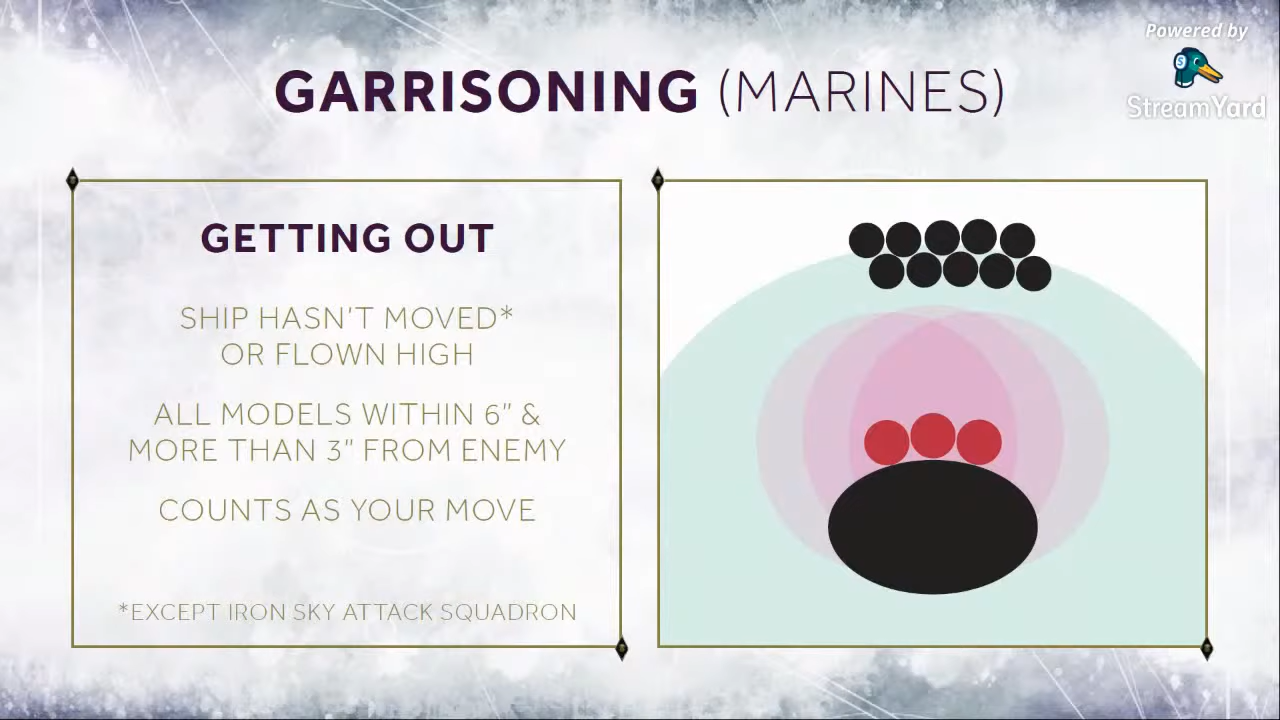 Powered by
StreamYard
GARRISONING (MARINES)
GETTING OUT
SHIP HASN'T MOVED*
OR FLOWN HIGH
ALL MODELS WITHIN 6" &
MORE THAN 3" FROM ENEMY
COUNTS AS YOUR MOVE
*EXCEPT IRON SKY ATTACK SQUADRON